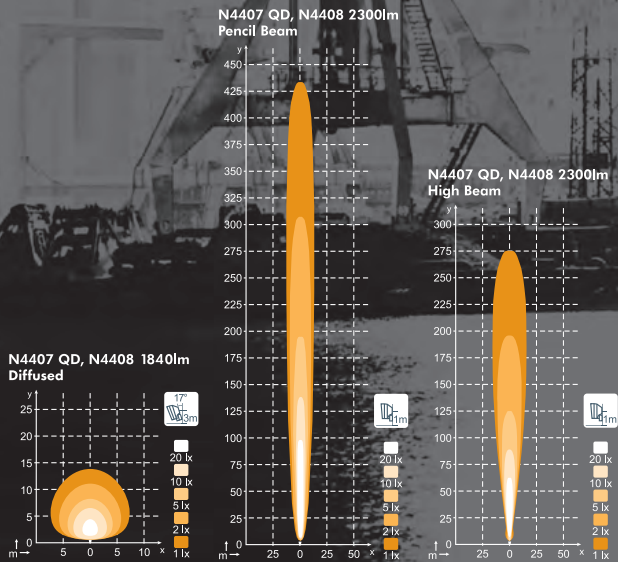 N4407 QD, N4408 1840lm
Diffused
y
25
20
15
10
5
0
m
5 0 5 10 x
17°
3m
20 lx
10 lx
5 lx
2 lx
1 lx
N4407 QD, N4408 2300lm
Pencil Beam
y
450
425
400
375
350
325
300
275
250
225
200
175
150
125
100
75
50
25
0
m
25 0 25 50 x
1m
20 lx
10 lx
5 lx
2 lx
1 lx
N4407 QD, N4408 2300lm
High Beam
y
300
275
250
225
200
175
150
125
100
75
50
25
0
m
25 0 25 50 x
1m
20 lx
10 lx
5 lx
2 lx
1 lx